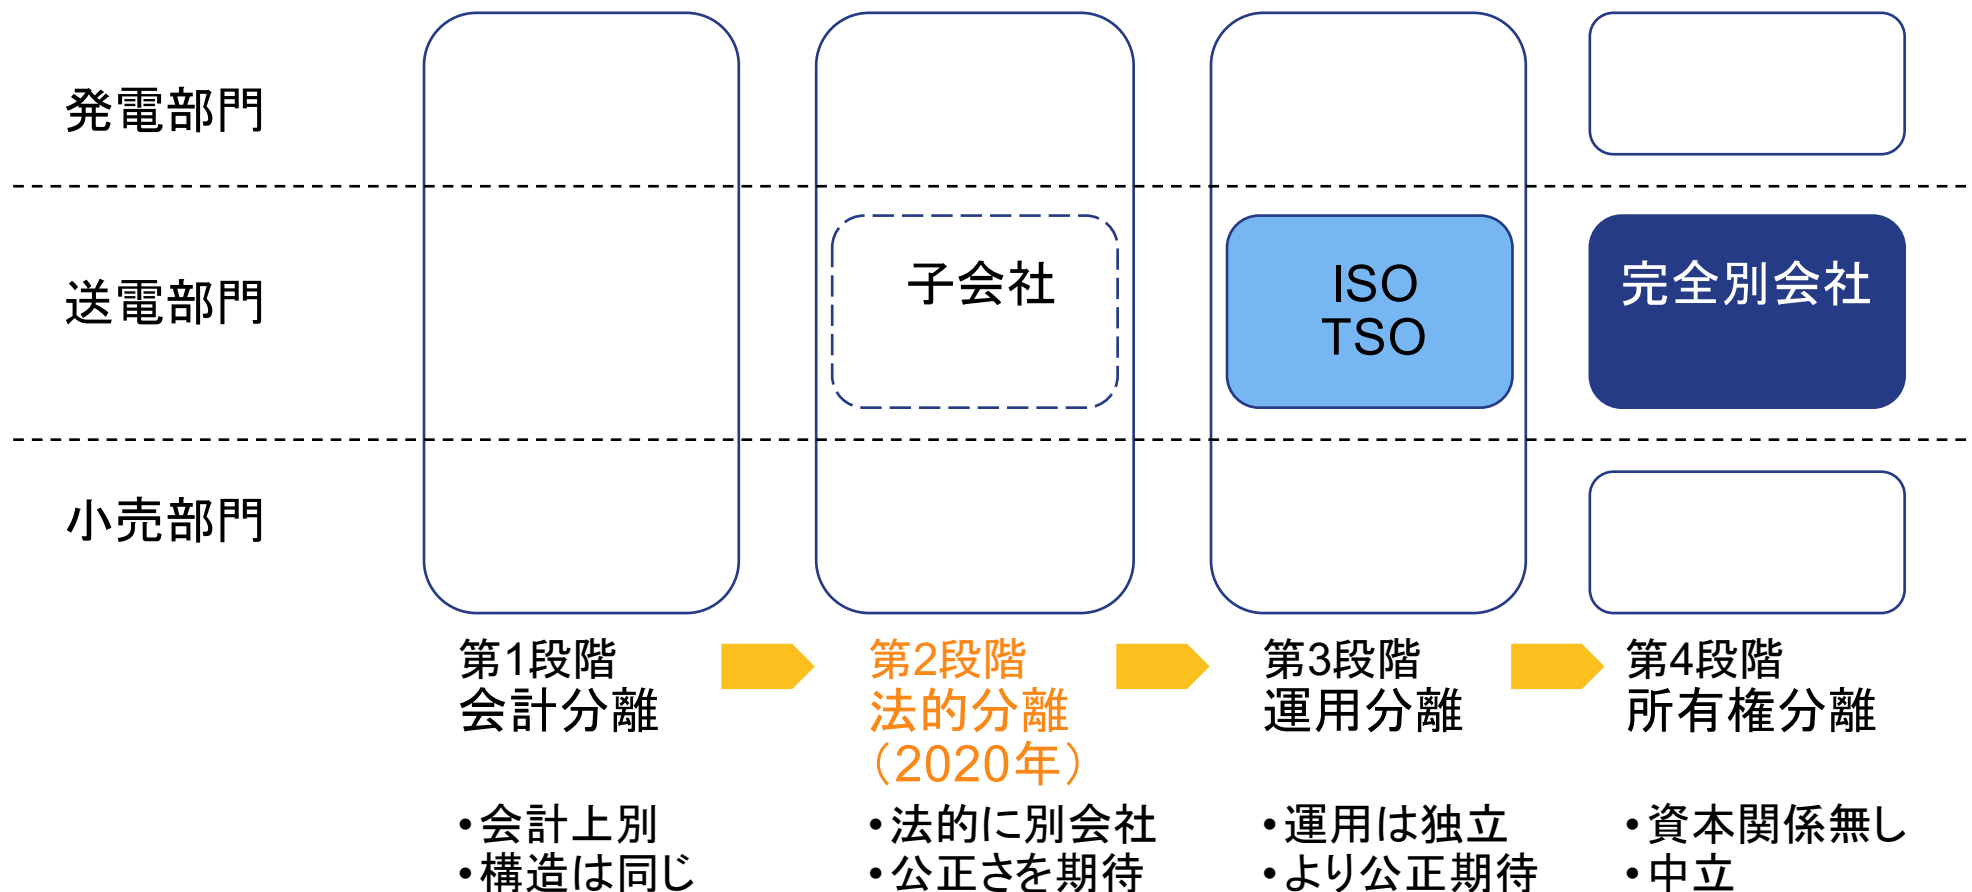 発電部門
送電部門
子会社
ISO
TSO
完全別会社
小売部門
第1段階
会計分離
第2段階
法的分離
（2020年）
第3段階
運用分離
第4段階
所有権分離
・会計上別
・構造は同じ
・法的に別会社
・公正さを期待
・運用は独立
・より公正期待
・資本関係無し
・中立